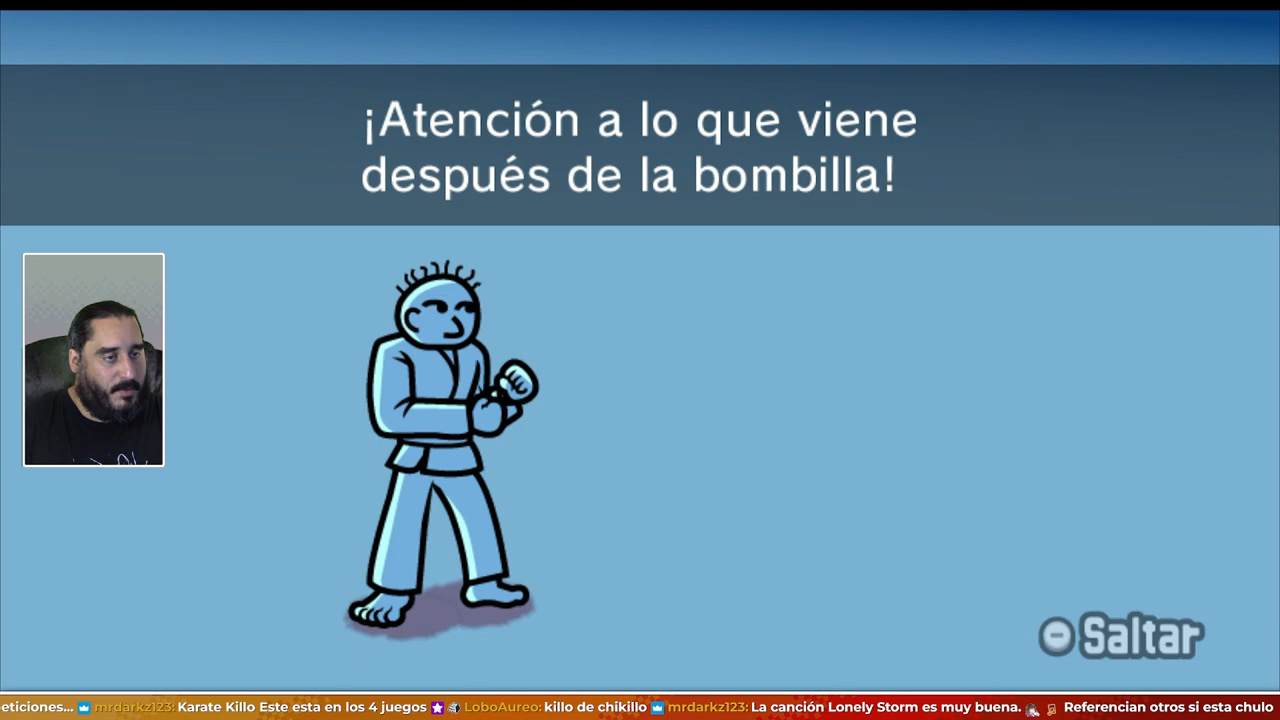 ¡Atención a lo que viene
después de la bombilla!
Saltar
eticiones... mrdarkz123: Karate Killo Este esta en los 4 juegos LoboAureo: killo de chikillo mrdarkz123: La canción Lonely Storm es muy buena. Referencian otros si esta chulo